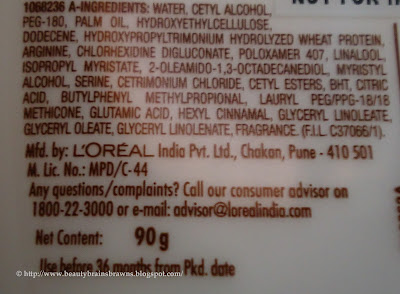 1068236 A-INGREDIENTS: WATER, CETYL ALCOHOL,
PEG-180, PALM OIL, HYDROXYETHYLCELLULOSE,
DODECENE, HYDROXYPROPYLTRIMONIUM HYDROLYZED WHEAT PROTEIN,
ARGININE, CHLORHEXIDINE DIGLUCONATE, POLOXAMER 407, LINALOOL,
ISOPROPYL MYRISTATE, 2-OLEAMIDO-1,3-OCTADECANEDIOL, MYRISTYL
ALCOHOL, SERINE, CETRIMONIUM CHLORIDE, CETYL ESTERS, BHT, CITRIC
ACID, BUTYLPHENYL METHYLPROPIONAL, LAURYL PEG/PPG-18/18
METHICONE, GLUTAMIC ACID, HEXYL CINNAMAL, GLYCERYL LINOLEATE,
GLYCERYL OLEATE, GLYCERYL LINOLENATE, FRAGRANCE. (F.I.L C37066/1).
Mfd. by: L'ORÉAL India Pvt. Ltd., Chakan, Pune - 410 501
M. Lic. No.: MPD/C-44
Any questions/complaints? Call our consumer advisor on
1800-22-3000 or e-mail: advisor@lorealindia.com
Net Content: 90 g
Use before 36 months from Pkd. date
© http://www.beautybrainsbrawns.blogspot.com/